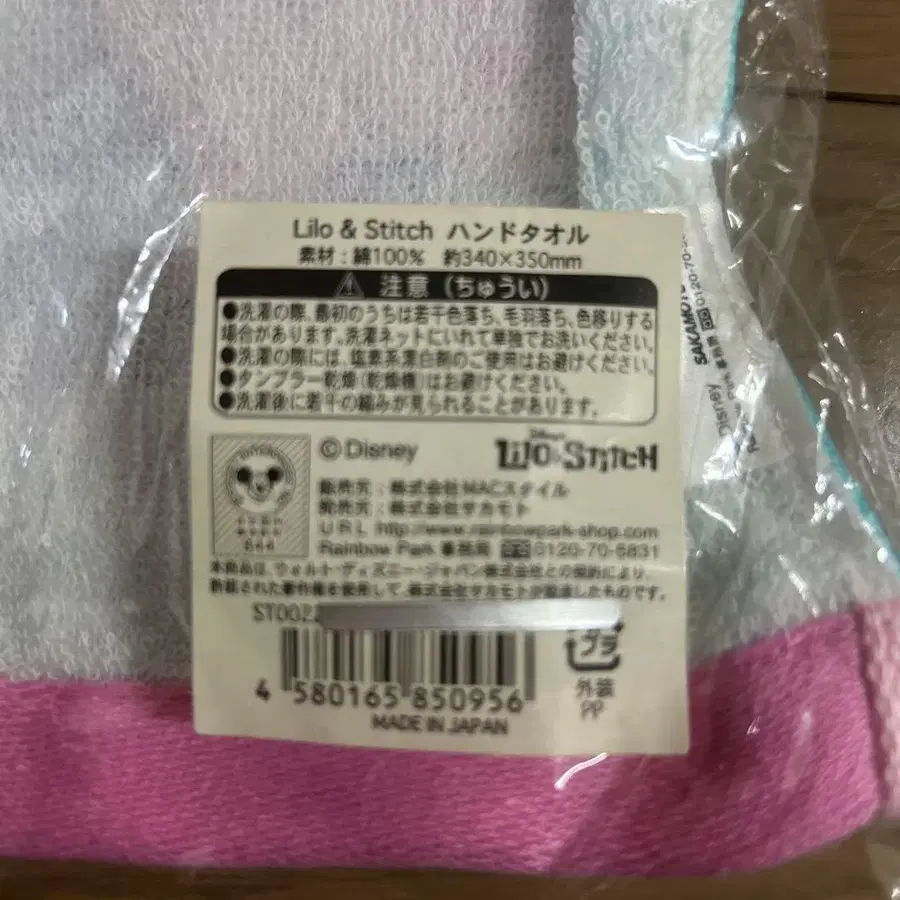 Lilo & Stitch ハンドタオル
素材：綿100%　約340×350mm
注意（ちゅうい）
●洗濯の際、最初のうちは若干色落ち、毛羽落ち、色移りする
場合があります。洗濯ネットにいれて単独でお洗いください。
●洗濯の際には、塩素系漂白剤のご使用はお避けください。
●タンブラー乾燥（乾燥機）はお避けください。
●洗濯後に若干の縮みが見られることがあります。
©Disney
Disney's
Lilo & Stitch
販売元：株式会社MACスタイル
発売元：株式会社サカモト
URL http://www.rainbowpark-shop.com
Rainbow Park 事務局 0120-70-5831
本商品は、ウォルト・ディズニー・ジャパン株式会社との契約により、
許諾された著作権を使用して、株式会社サカモトが製造したものです。
ST002
プラ
外装
PP
4 580165 850956
MADE IN JAPAN
SAKAMOTO 0120-70-5
Disney
Park 事務局